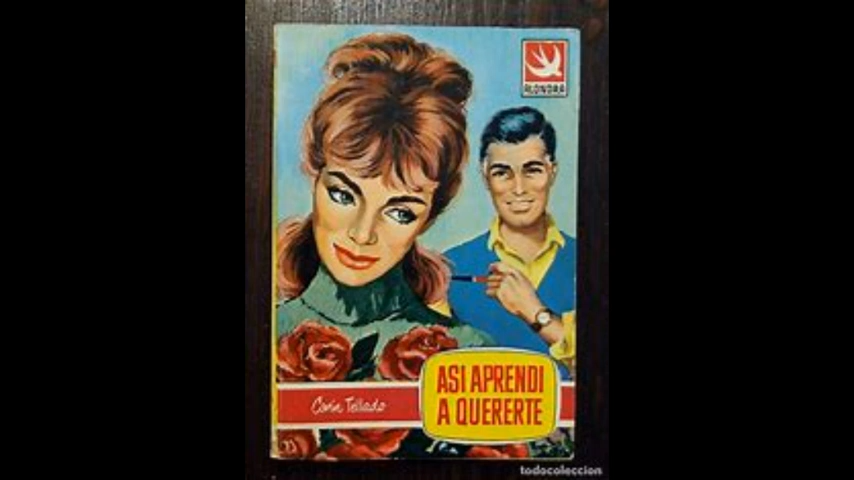 ALONDRA
ASI APRENDI
A QUERERTE
Corín Tellado
todocoleccion